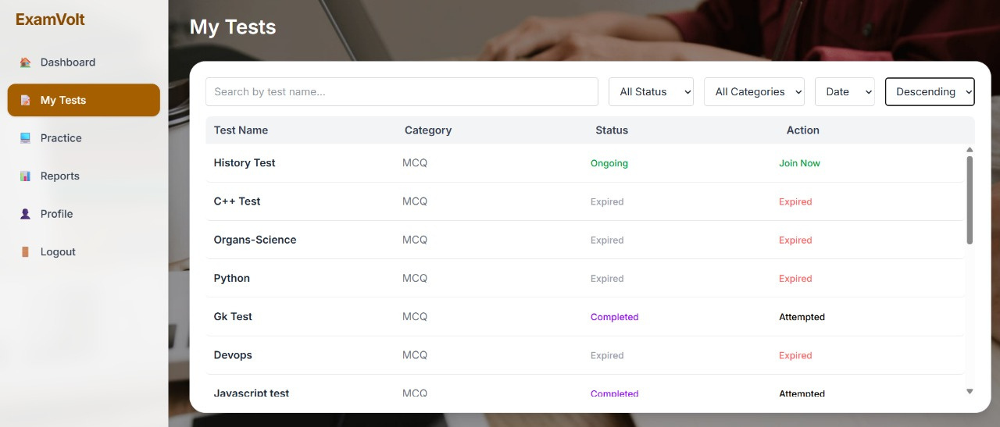 ExamVolt
Dashboard
My Tests
Practice
Reports
Profile
Logout
My Tests
Search by test name...
All Status
All Categories
Date
Descending
Test Name Category Status Action
History Test MCQ Ongoing Join Now
C++ Test MCQ Expired Expired
Organs-Science MCQ Expired Expired
Python MCQ Expired Expired
Gk Test MCQ Completed Attempted
Devops MCQ Expired Expired
Javascript test MCQ Completed Attempted